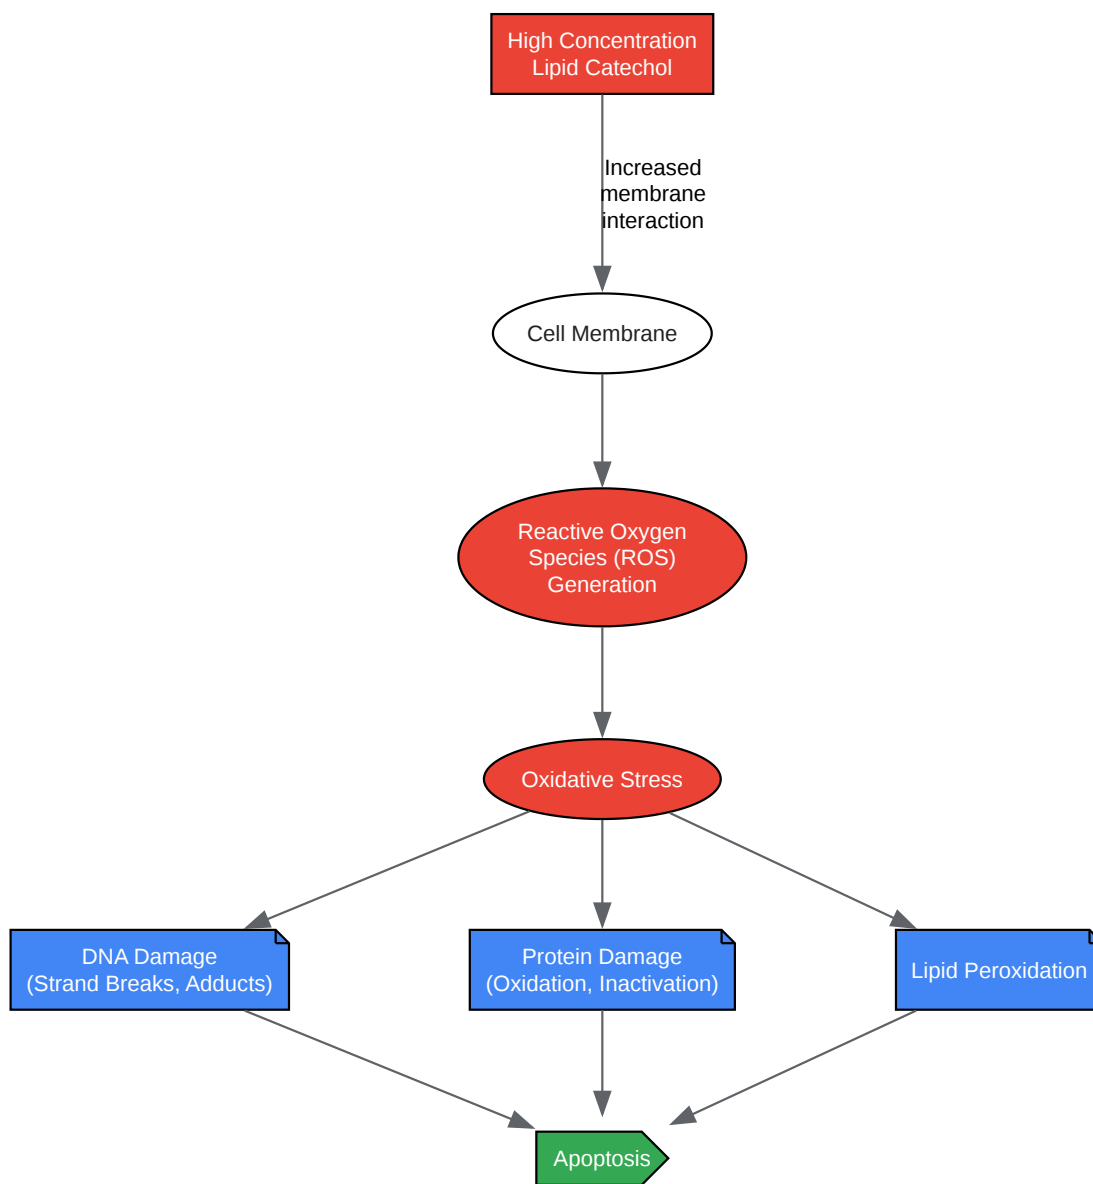 High Concentration
Lipid Catechol
Increased
membrane
interaction
Cell Membrane
Reactive Oxygen
Species (ROS)
Generation
Oxidative Stress
DNA Damage
(Strand Breaks, Adducts)
Protein Damage
(Oxidation, Inactivation)
Lipid Peroxidation
Apoptosis